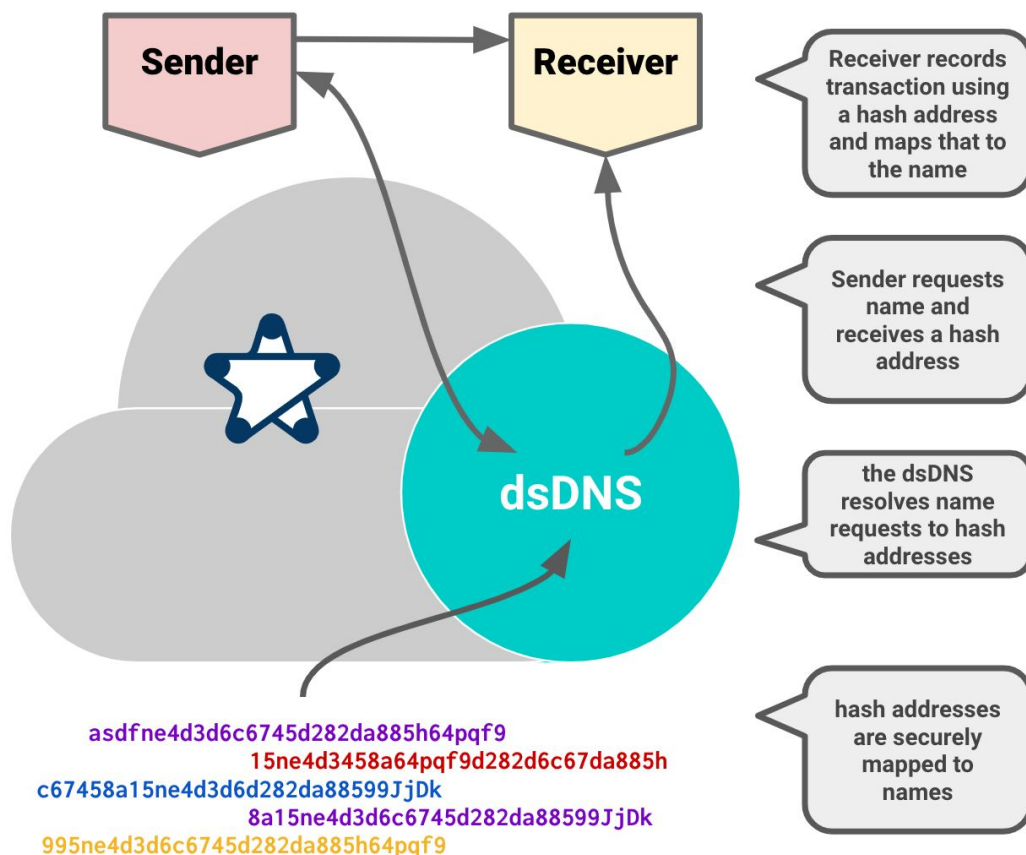 Sender
Receiver
Receiver records
transaction using
a hash address
and maps that to
the name
Sender requests
name and
receives a hash
address
dsDNS
the dsDNS
resolves name
requests to hash
addresses
hash addresses
are securely
mapped to
names
asdfne4d3d6c6745d282da885h64pqf9
15ne4d3458a64pqf9d282d6c67da885h
c67458a15ne4d3d6d282da88599JjDk
8a15ne4d3d6c6745d282da88599JjDk
995ne4d3d6c6745d282da885h64pqf9